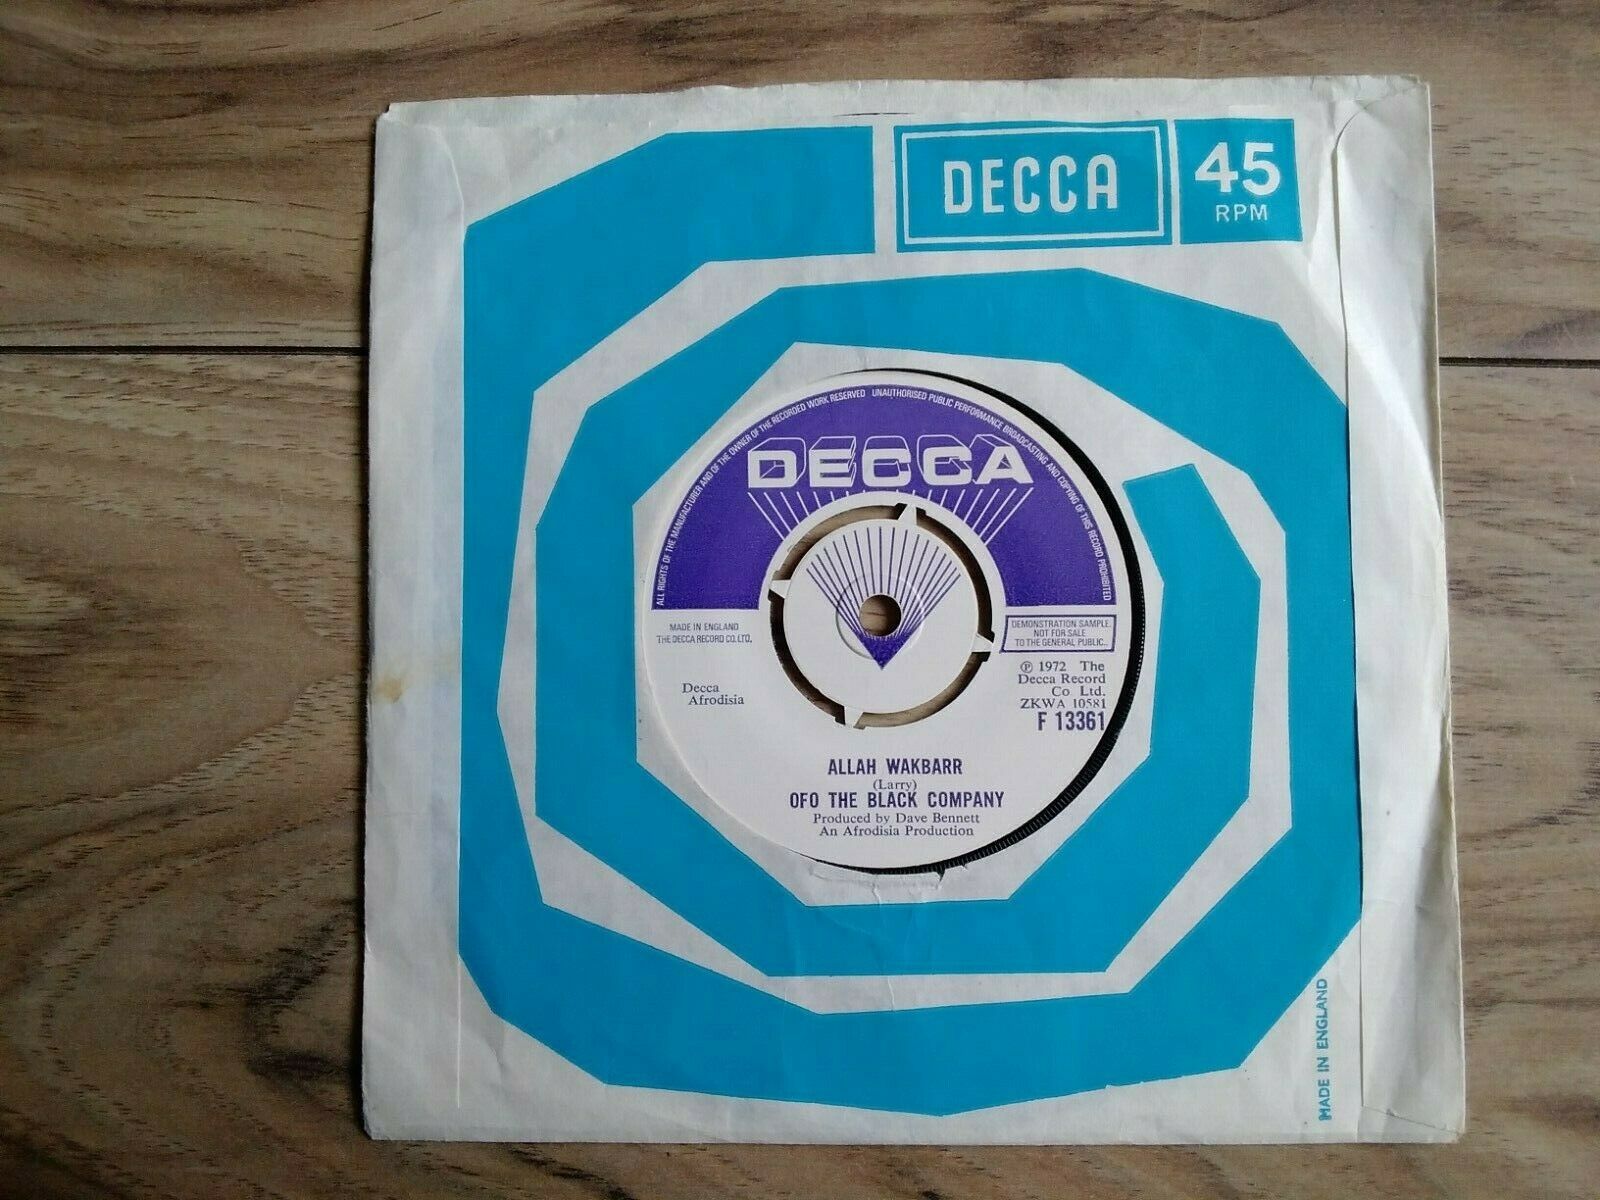 DECCA
45
RPM
ALL RIGHTS OF THE MANUFACTURER AND OF THE OWNER OF THE RECORDED WORK RESERVED UNAUTHORISED PUBLIC PERFORMANCE BROADCASTING AND COPYING OF THIS RECORD PROHIBITED
DECCA
MADE IN ENGLAND
THE DECCA RECORD CO. LTD.
DEMONSTRATION SAMPLE
NOT FOR SALE
TO THE GENERAL PUBLIC.
Decca
Afrodisia
℗ 1972 The
Decca Record
Co Ltd.
ZKWA 10581
F 13361
ALLAH WAKBARR
(Larry)
OFO THE BLACK COMPANY
Produced by Dave Bennett
An Afrodisia Production
MADE IN ENGLAND